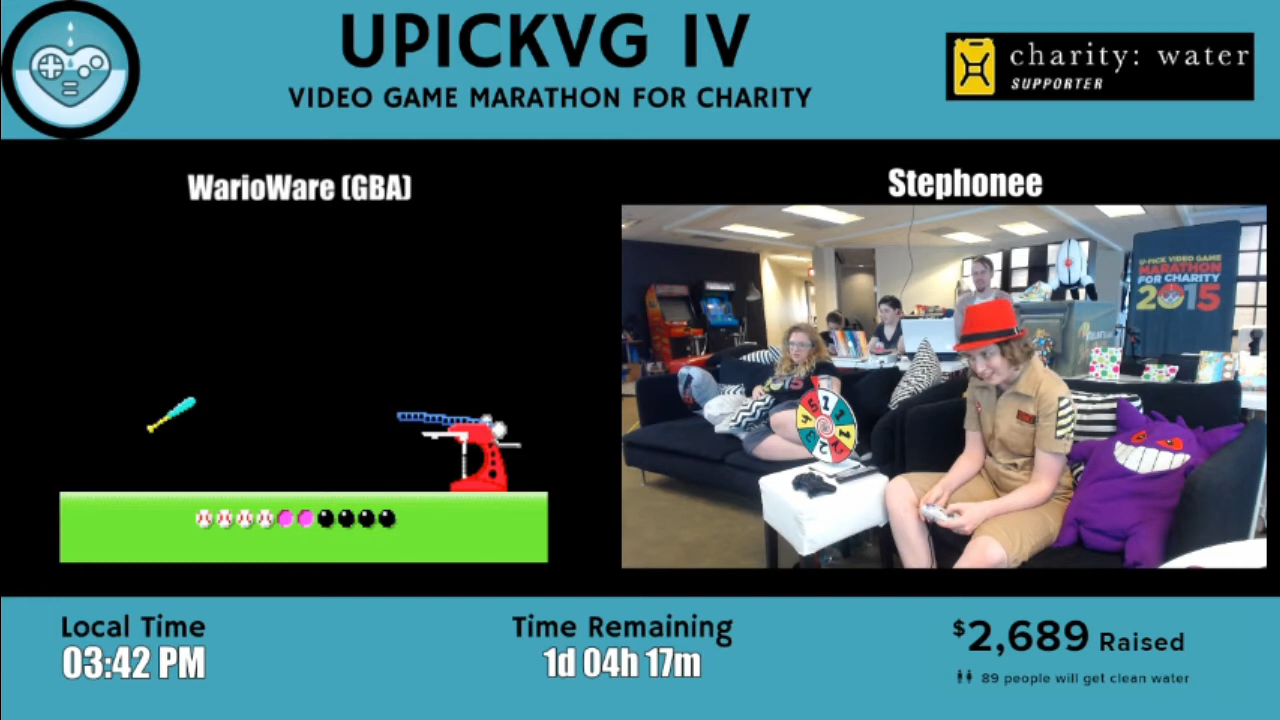 UPICKVG IV
VIDEO GAME MARATHON FOR CHARITY
charity: water
SUPPORTER
WarioWare (GBA)
Stephonee
U-PICK VIDEO GAME
MARATHON
FOR CHARITY
2015
Local Time
03:42 PM
Time Remaining
1d 04h 17m
$2,689 Raised
89 people will get clean water